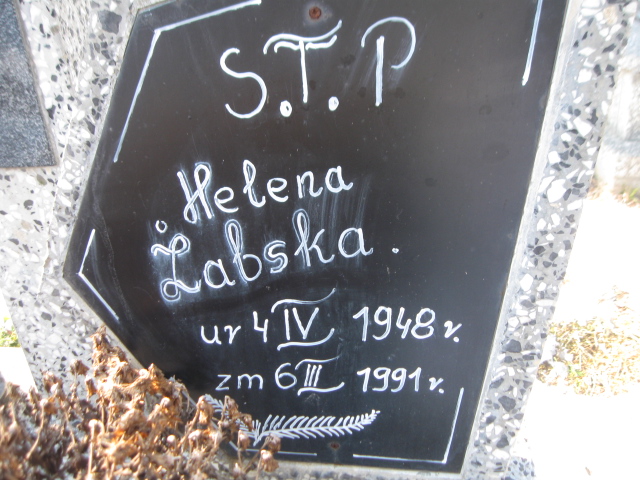 S.T.P
Helena
Żabska.
ur 4 IV 1948 r.
zm 6 III 1991 r.